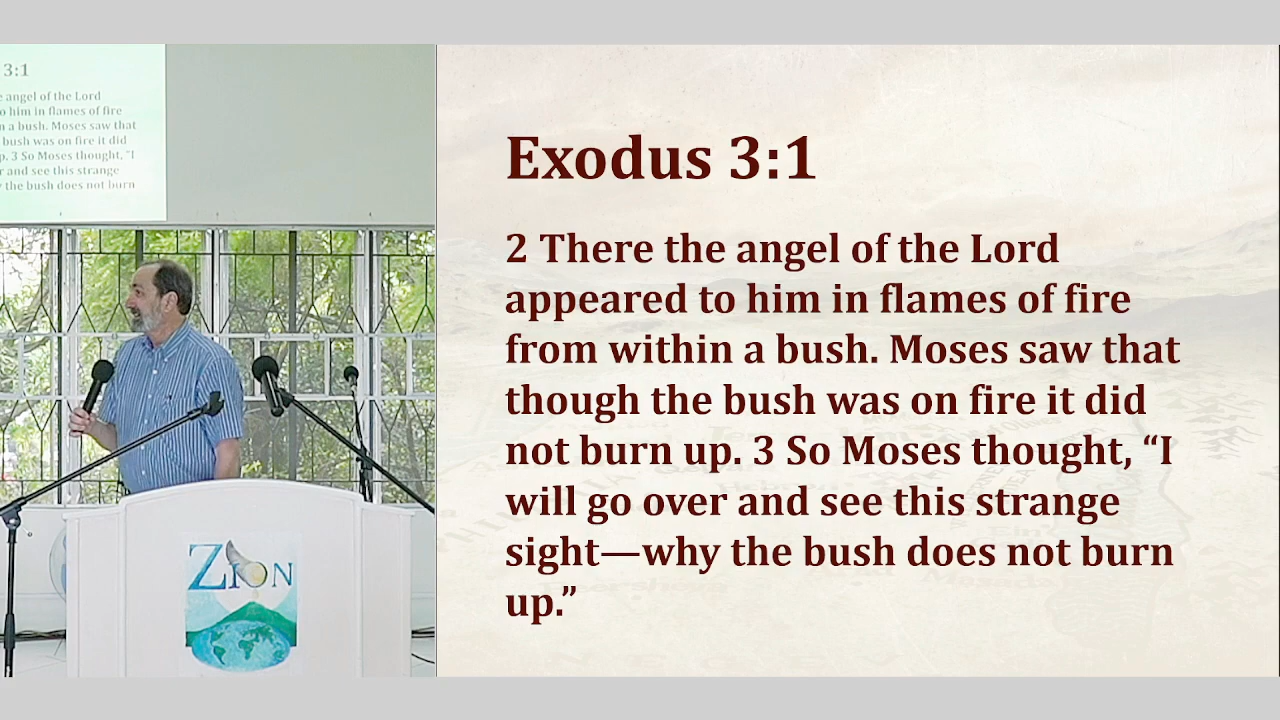 3:1
e angel of the Lord
o him in flames of fire
n a bush. Moses saw that
bush was on fire it did
p. 3 So Moses thought, "I
r and see this strange
y the bush does not burn
ZION
Exodus 3:1
2 There the angel of the Lord
appeared to him in flames of fire
from within a bush. Moses saw that
though the bush was on fire it did
not burn up. 3 So Moses thought, “I
will go over and see this strange
sight—why the bush does not burn
up.”